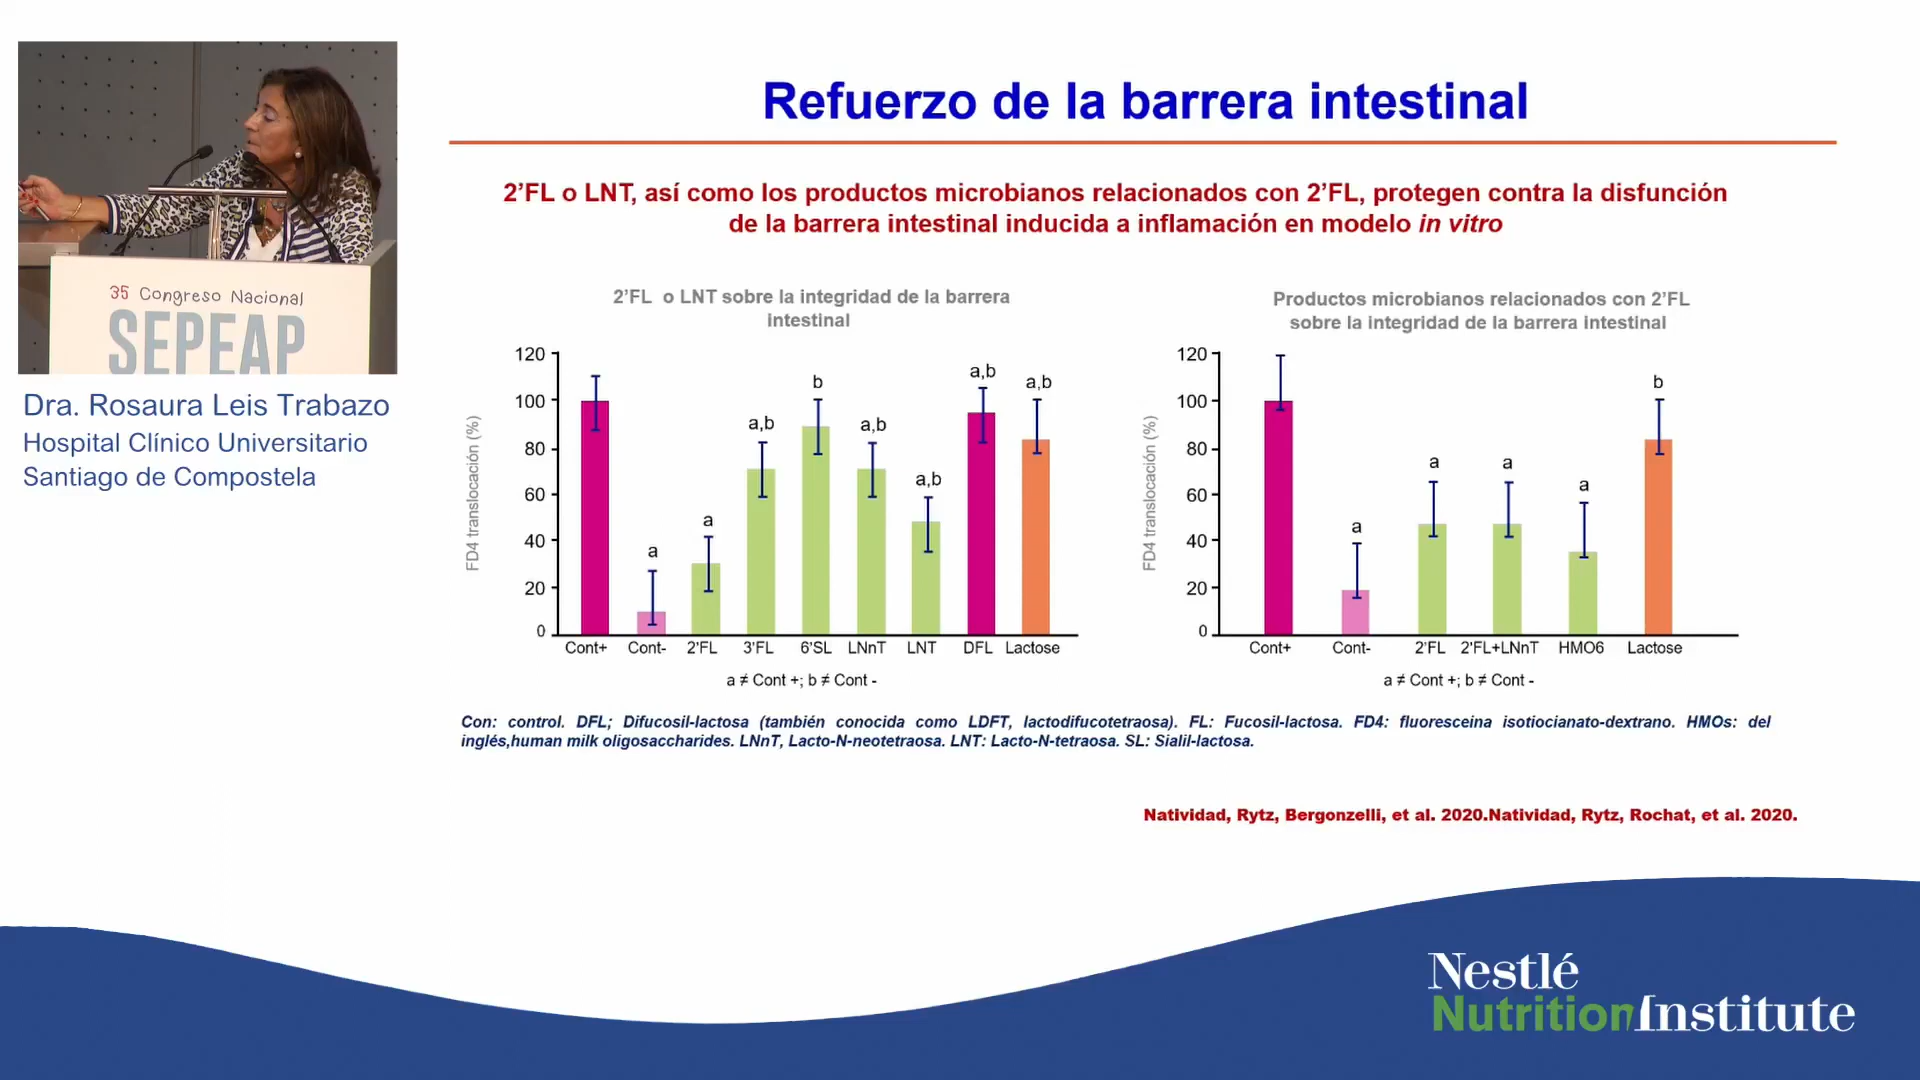 Refuerzo de la barrera intestinal
2’FL o LNT, así como los productos microbianos relacionados con 2’FL, protegen contra la disfunción
de la barrera intestinal inducida a inflamación en modelo in vitro
35 Congreso Nacional
SEPEAP
Dra. Rosaura Leis Trabazo
Hospital Clínico Universitario
Santiago de Compostela
2’FL o LNT sobre la integridad de la barrera
intestinal
FD4 translocación (%)
120
100
80
60
40
20
0
a
a
a,b
b
a,b
a,b
a,b
a,b
Cont+ Cont- 2'FL 3'FL 6'SL LNnT LNT DFL Lactose
a ≠ Cont +; b ≠ Cont -
Productos microbianos relacionados con 2’FL
sobre la integridad de la barrera intestinal
FD4 translocación (%)
120
100
80
60
40
20
0
a
a
a
a
b
Cont+ Cont- 2'FL 2'FL+LNnT HMO6 Lactose
a ≠ Cont +; b ≠ Cont -
Con: control. DFL; Difucosil-lactosa (también conocida como LDFT, lactodifucotetraosa). FL: Fucosil-lactosa. FD4: fluoresceina isotiocianato-dextrano. HMOs: del
inglés,human milk oligosaccharides. LNnT, Lacto-N-neotetraosa. LNT: Lacto-N-tetraosa. SL: Sialil-lactosa.
Natividad, Rytz, Bergonzelli, et al. 2020.Natividad, Rytz, Rochat, et al. 2020.
Nestlé
NutritionInstitute